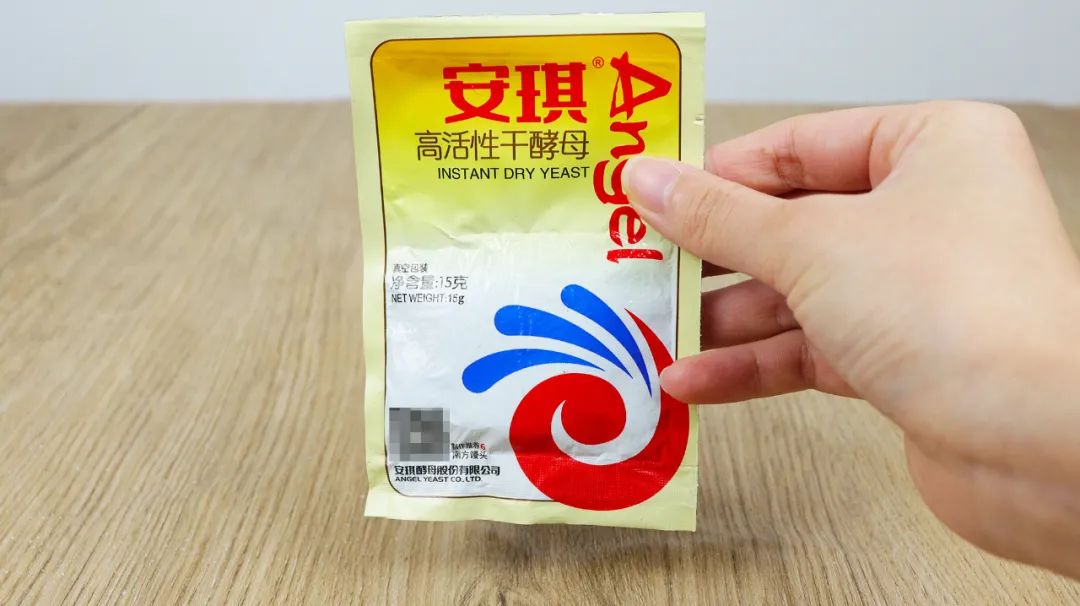 安琪®
Angel
高活性干酵母
INSTANT DRY YEAST
真空包装
净含量:15克
NET WEIGHT:15g
南方馒头
安琪酵母股份有限公司
ANGEL YEAST CO., LTD.